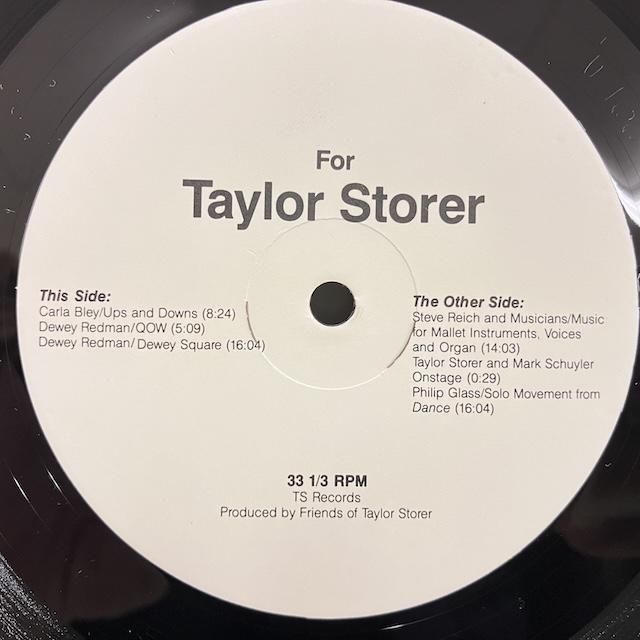 For
Taylor Storer
This Side:
Carla Bley/Ups and Downs (8:24)
Dewey Redman/QOW (5:09)
Dewey Redman/Dewey Square (16:04)
The Other Side:
Steve Reich and Musicians/Music
for Mallet Instruments, Voices
and Organ (14:03)
Taylor Storer and Mark Schuyler
Onstage (0:29)
Philip Glass/Solo Movement from
Dance (16:04)
33 1/3 RPM
TS Records
Produced by Friends of Taylor Storer